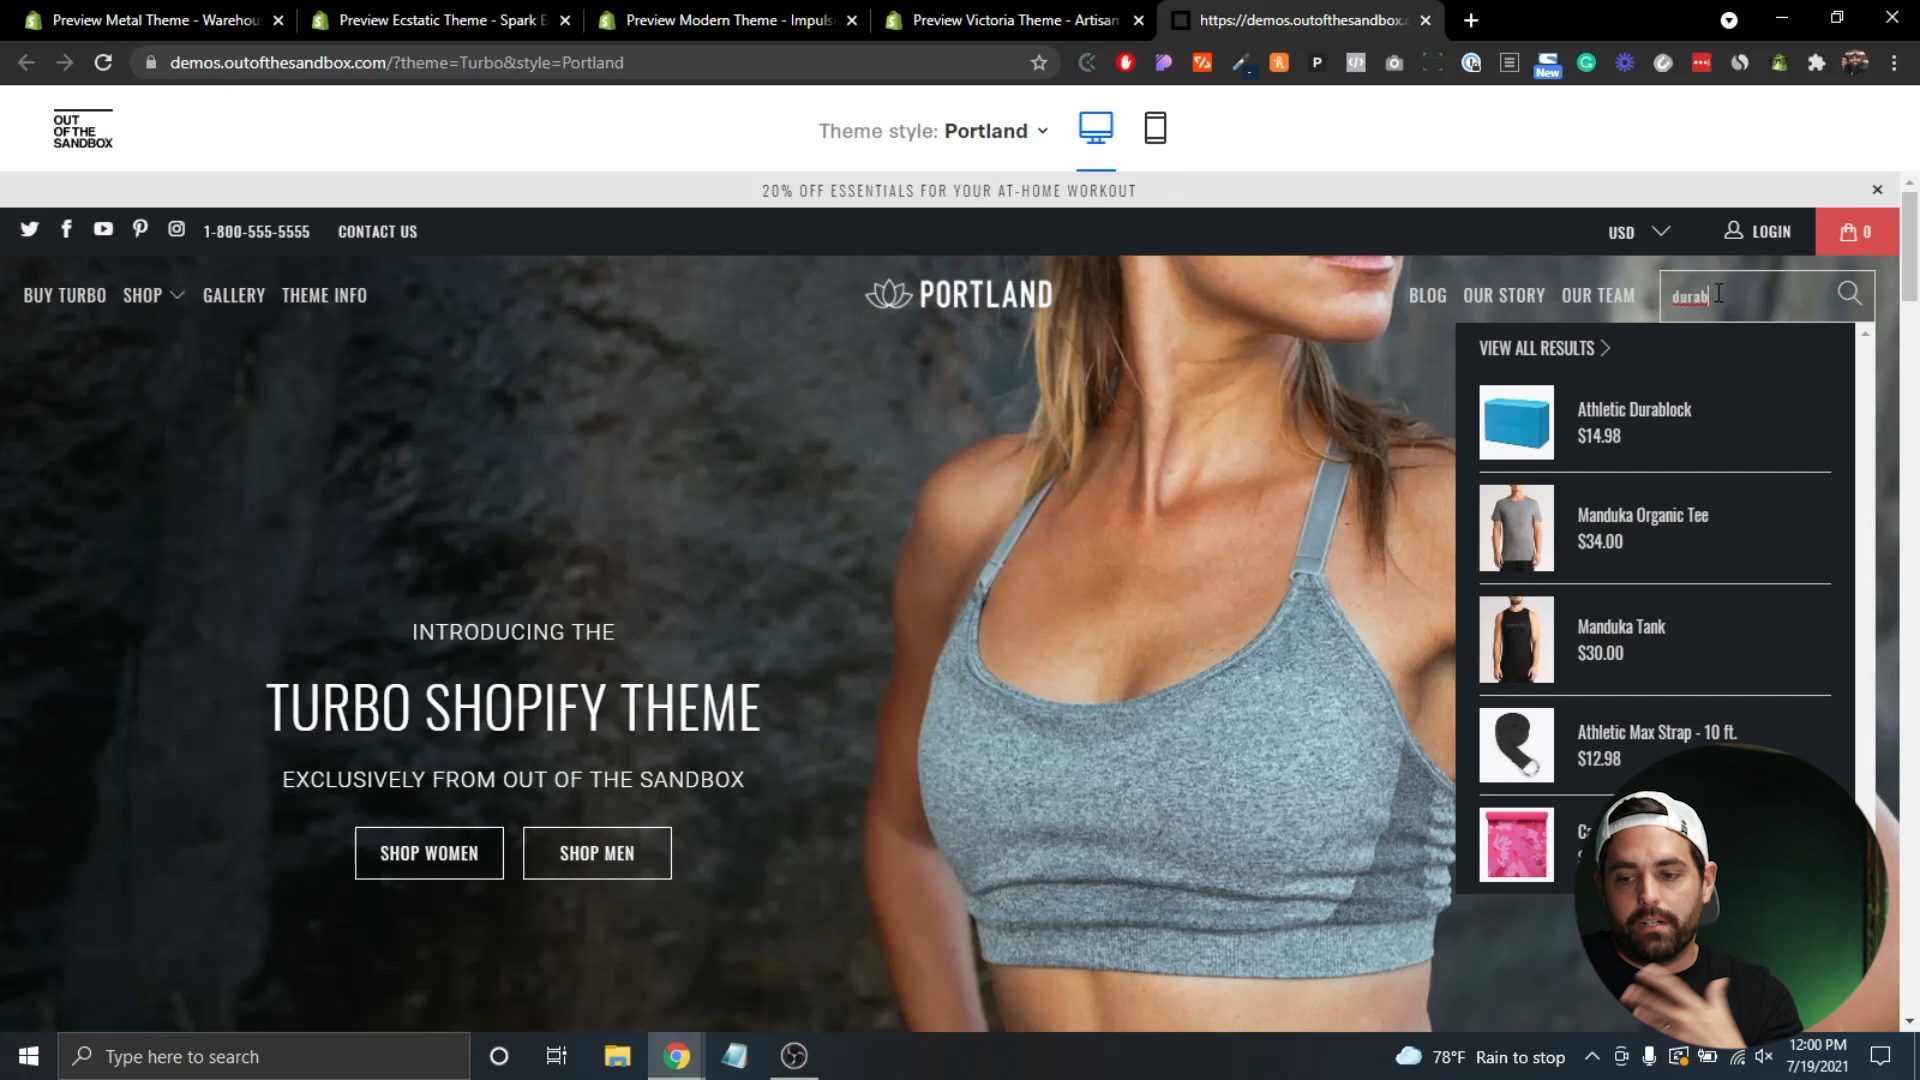 Preview Metal Theme - Warehou
Preview Ecstatic Theme - Spark E
Preview Modern Theme - Impuls
Preview Victoria Theme - Artisan
https://demos.outofthesandbox.c
demos.outofthesandbox.com/?theme=Turbo&style=Portland
New
OUT
OF THE
SANDBOX
Theme style: Portland
20% OFF ESSENTIALS FOR YOUR AT-HOME WORKOUT
1-800-555-5555
CONTACT US
USD
LOGIN
0
BUY TURBO
SHOP
GALLERY
THEME INFO
PORTLAND
BLOG
OUR STORY
OUR TEAM
durab
VIEW ALL RESULTS
Athletic Durablock
$14.98
Manduka Organic Tee
$34.00
Manduka Tank
$30.00
Athletic Max Strap - 10 ft.
$12.98
INTRODUCING THE
TURBO SHOPIFY THEME
EXCLUSIVELY FROM OUT OF THE SANDBOX
SHOP WOMEN
SHOP MEN
Type here to search
78°F Rain to stop
12:00 PM
7/19/2021